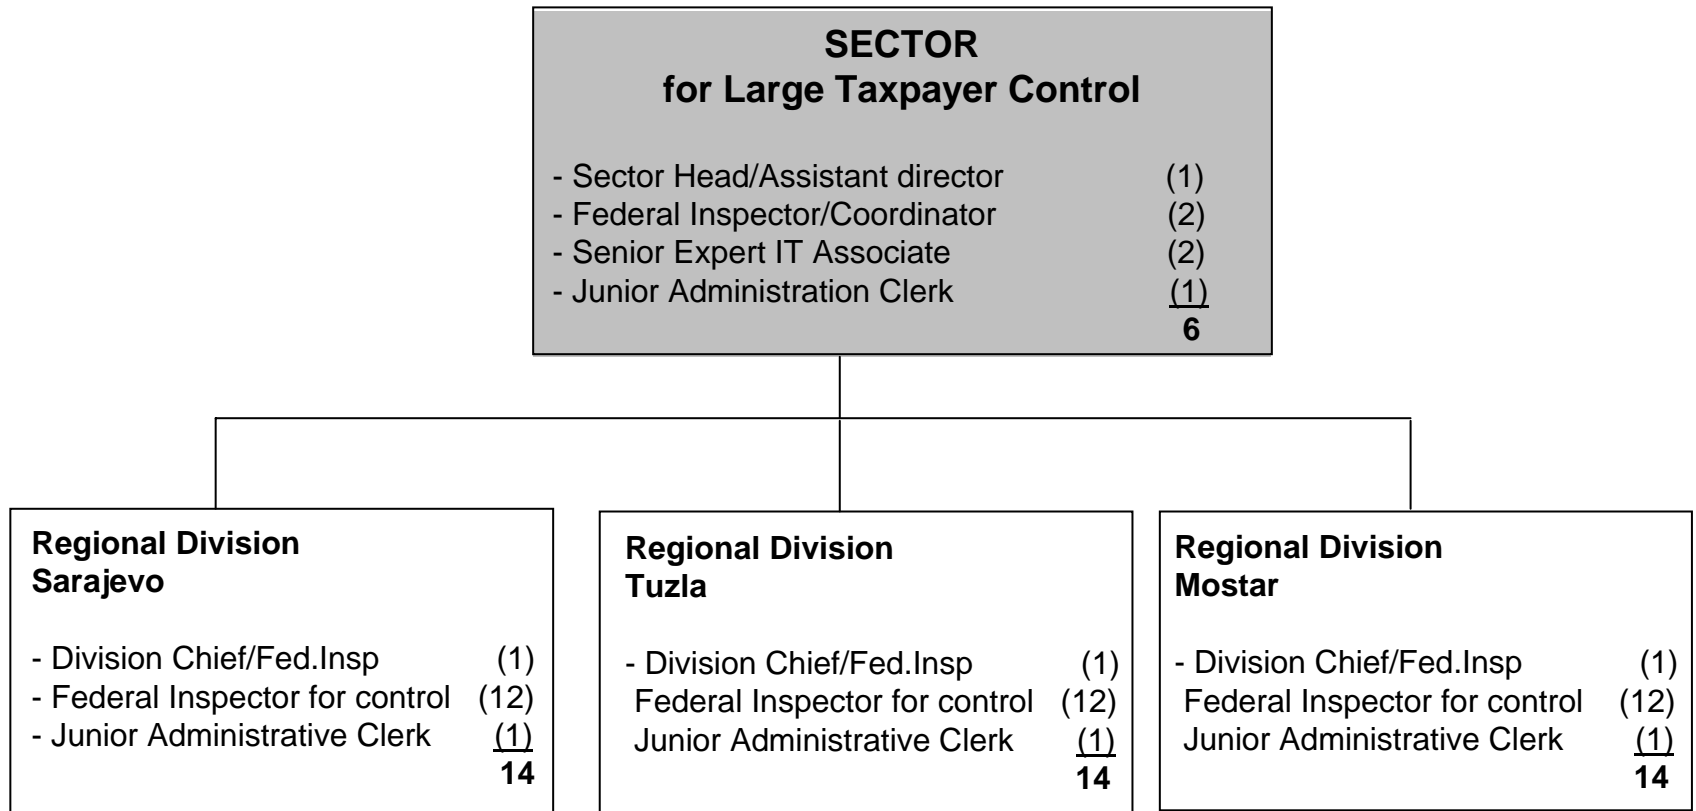 SECTOR
for Large Taxpayer Control
- Sector Head/Assistant director (1)
- Federal Inspector/Coordinator (2)
- Senior Expert IT Associate (2)
- Junior Administration Clerk (1)
6
Regional Division
Sarajevo
- Division Chief/Fed.Insp (1)
- Federal Inspector for control (12)
- Junior Administrative Clerk (1)
14
Regional Division
Tuzla
- Division Chief/Fed.Insp (1)
Federal Inspector for control (12)
Junior Administrative Clerk (1)
14
Regional Division
Mostar
- Division Chief/Fed.Insp (1)
Federal Inspector for control (12)
Junior Administrative Clerk (1)
14